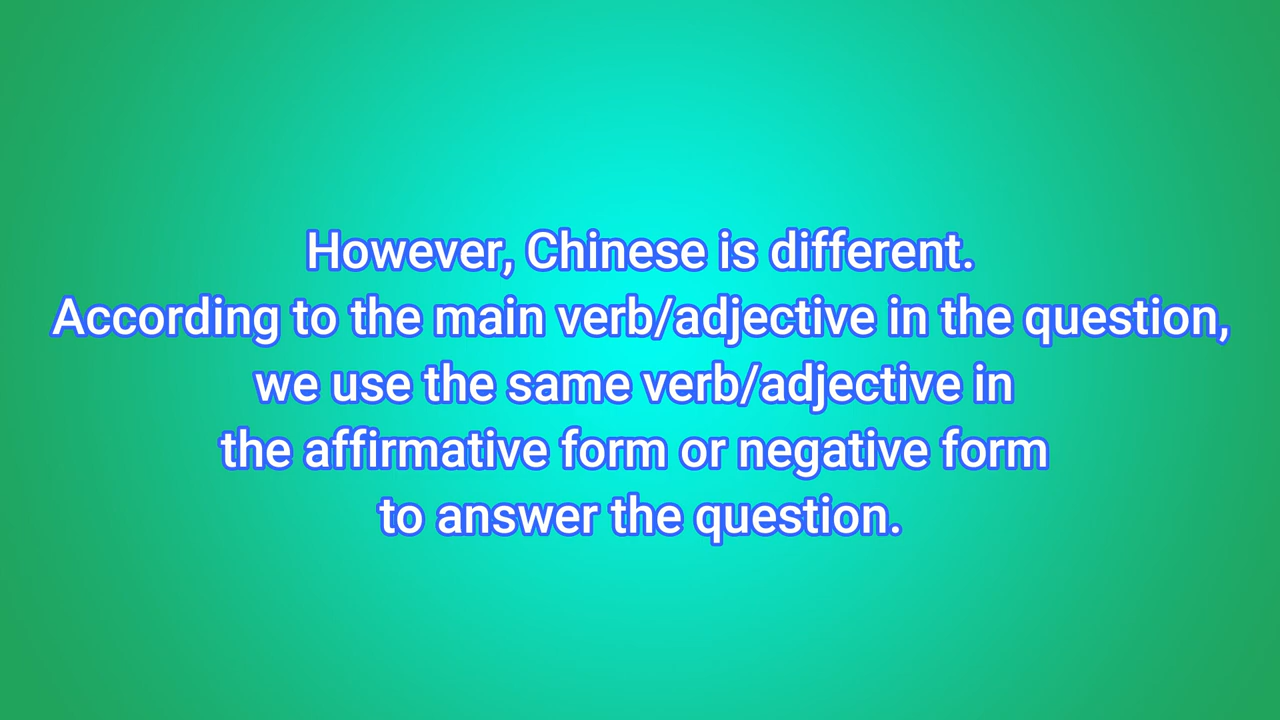 However, Chinese is different.
According to the main verb/adjective in the question,
we use the same verb/adjective in
the affirmative form or negative form
to answer the question.